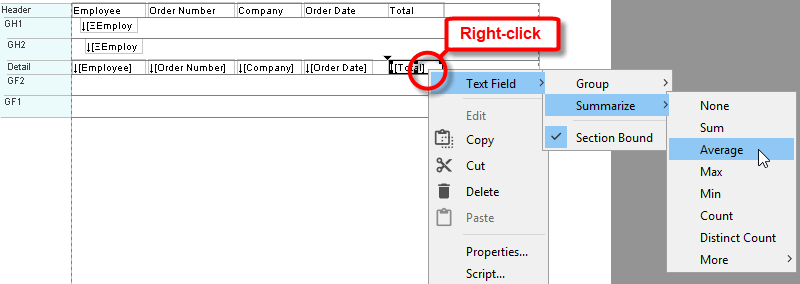 Header Employee Order Number Company Order Date Total
GH1 ↓[ΣEmploy
GH2 ↓[ΣEmploy
Detail ↓[Employee] ↓[Order Number] ↓[Company] ↓[Order Date] ↓[Total]
GF2
GF1
Right-click
Text Field
Edit
Copy
Cut
Delete
Paste
Properties...
Script...
Group
Summarize
Section Bound
None
Sum
Average
Max
Min
Count
Distinct Count
More